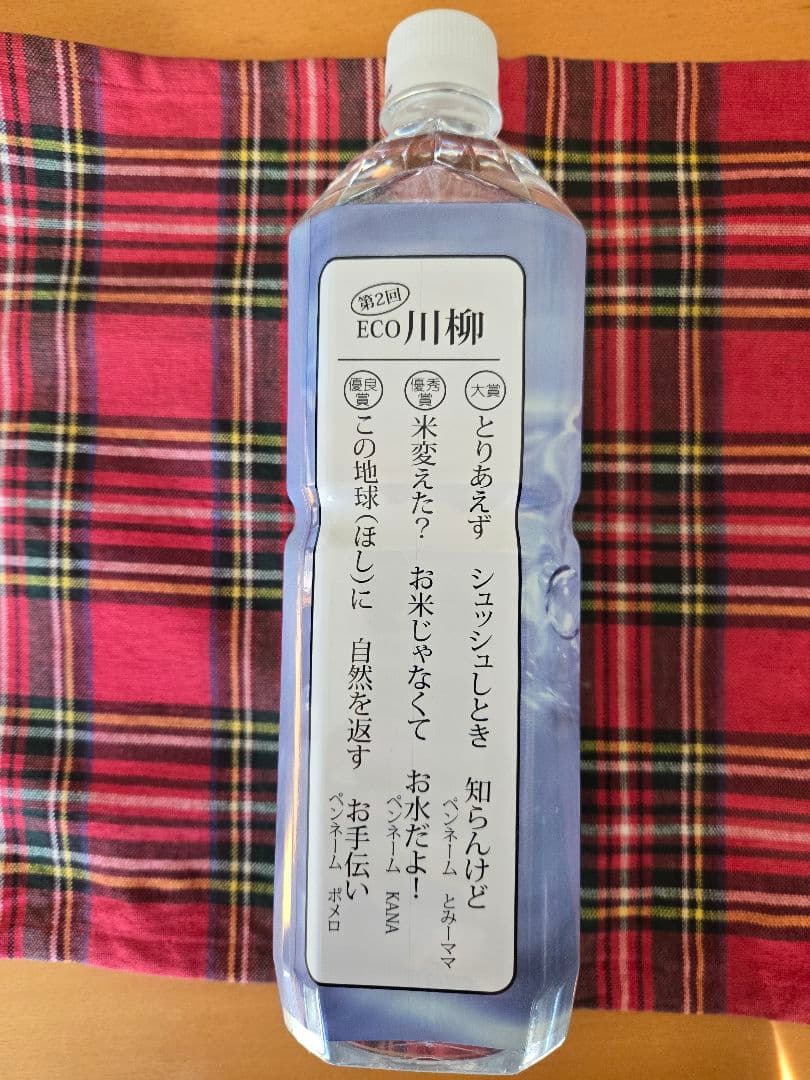 第2回
ECO川柳
大賞
とりあえず　シュッシュしとき　知らんけど
ペンネーム　とみーママ
優秀賞
米変えた？　お米じゃなくて　お水だよ！
ペンネーム　KANA
優良賞
この地球（ほし）に　自然を返す　お手伝い
ペンネーム　ポメロ